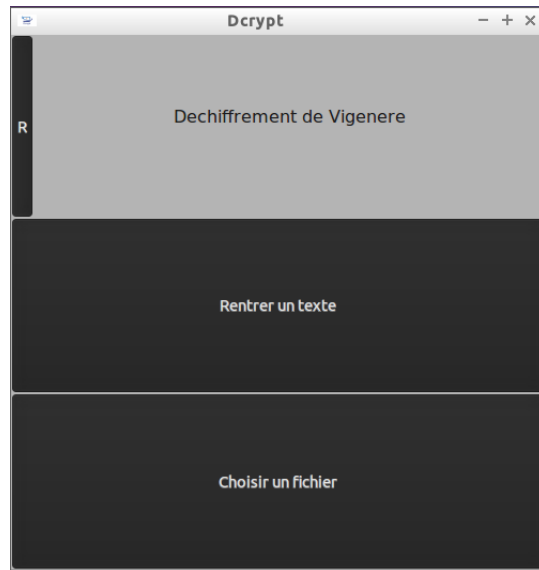 Dcrypt
R
Dechiffrement de Vigenere
Rentrer un texte
Choisir un fichier